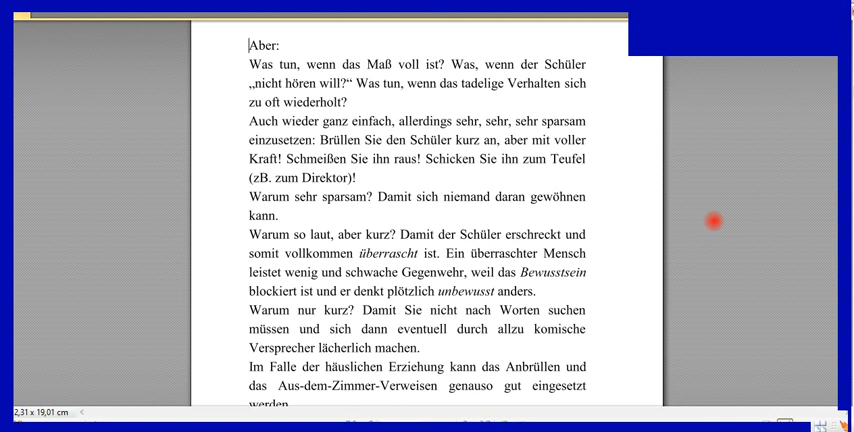 Aber:
Was tun, wenn das Maß voll ist? Was, wenn der Schüler
„nicht hören will?“ Was tun, wenn das tadelige Verhalten sich
zu oft wiederholt?
Auch wieder ganz einfach, allerdings sehr, sehr, sehr sparsam
einzusetzen: Brüllen Sie den Schüler kurz an, aber mit voller
Kraft! Schmeißen Sie ihn raus! Schicken Sie ihn zum Teufel
(zB. zum Direktor)!
Warum sehr sparsam? Damit sich niemand daran gewöhnen
kann.
Warum so laut, aber kurz? Damit der Schüler erschreckt und
somit vollkommen überrascht ist. Ein überraschter Mensch
leistet wenig und schwache Gegenwehr, weil das Bewusstsein
blockiert ist und er denkt plötzlich unbewusst anders.
Warum nur kurz? Damit Sie nicht nach Worten suchen
müssen und sich dann eventuell durch allzu komische
Versprecher lächerlich machen.
Im Falle der häuslichen Erziehung kann das Anbrüllen und
das Aus-dem-Zimmer-Verweisen genauso gut eingesetzt
werden
2,31 x 19,01 cm